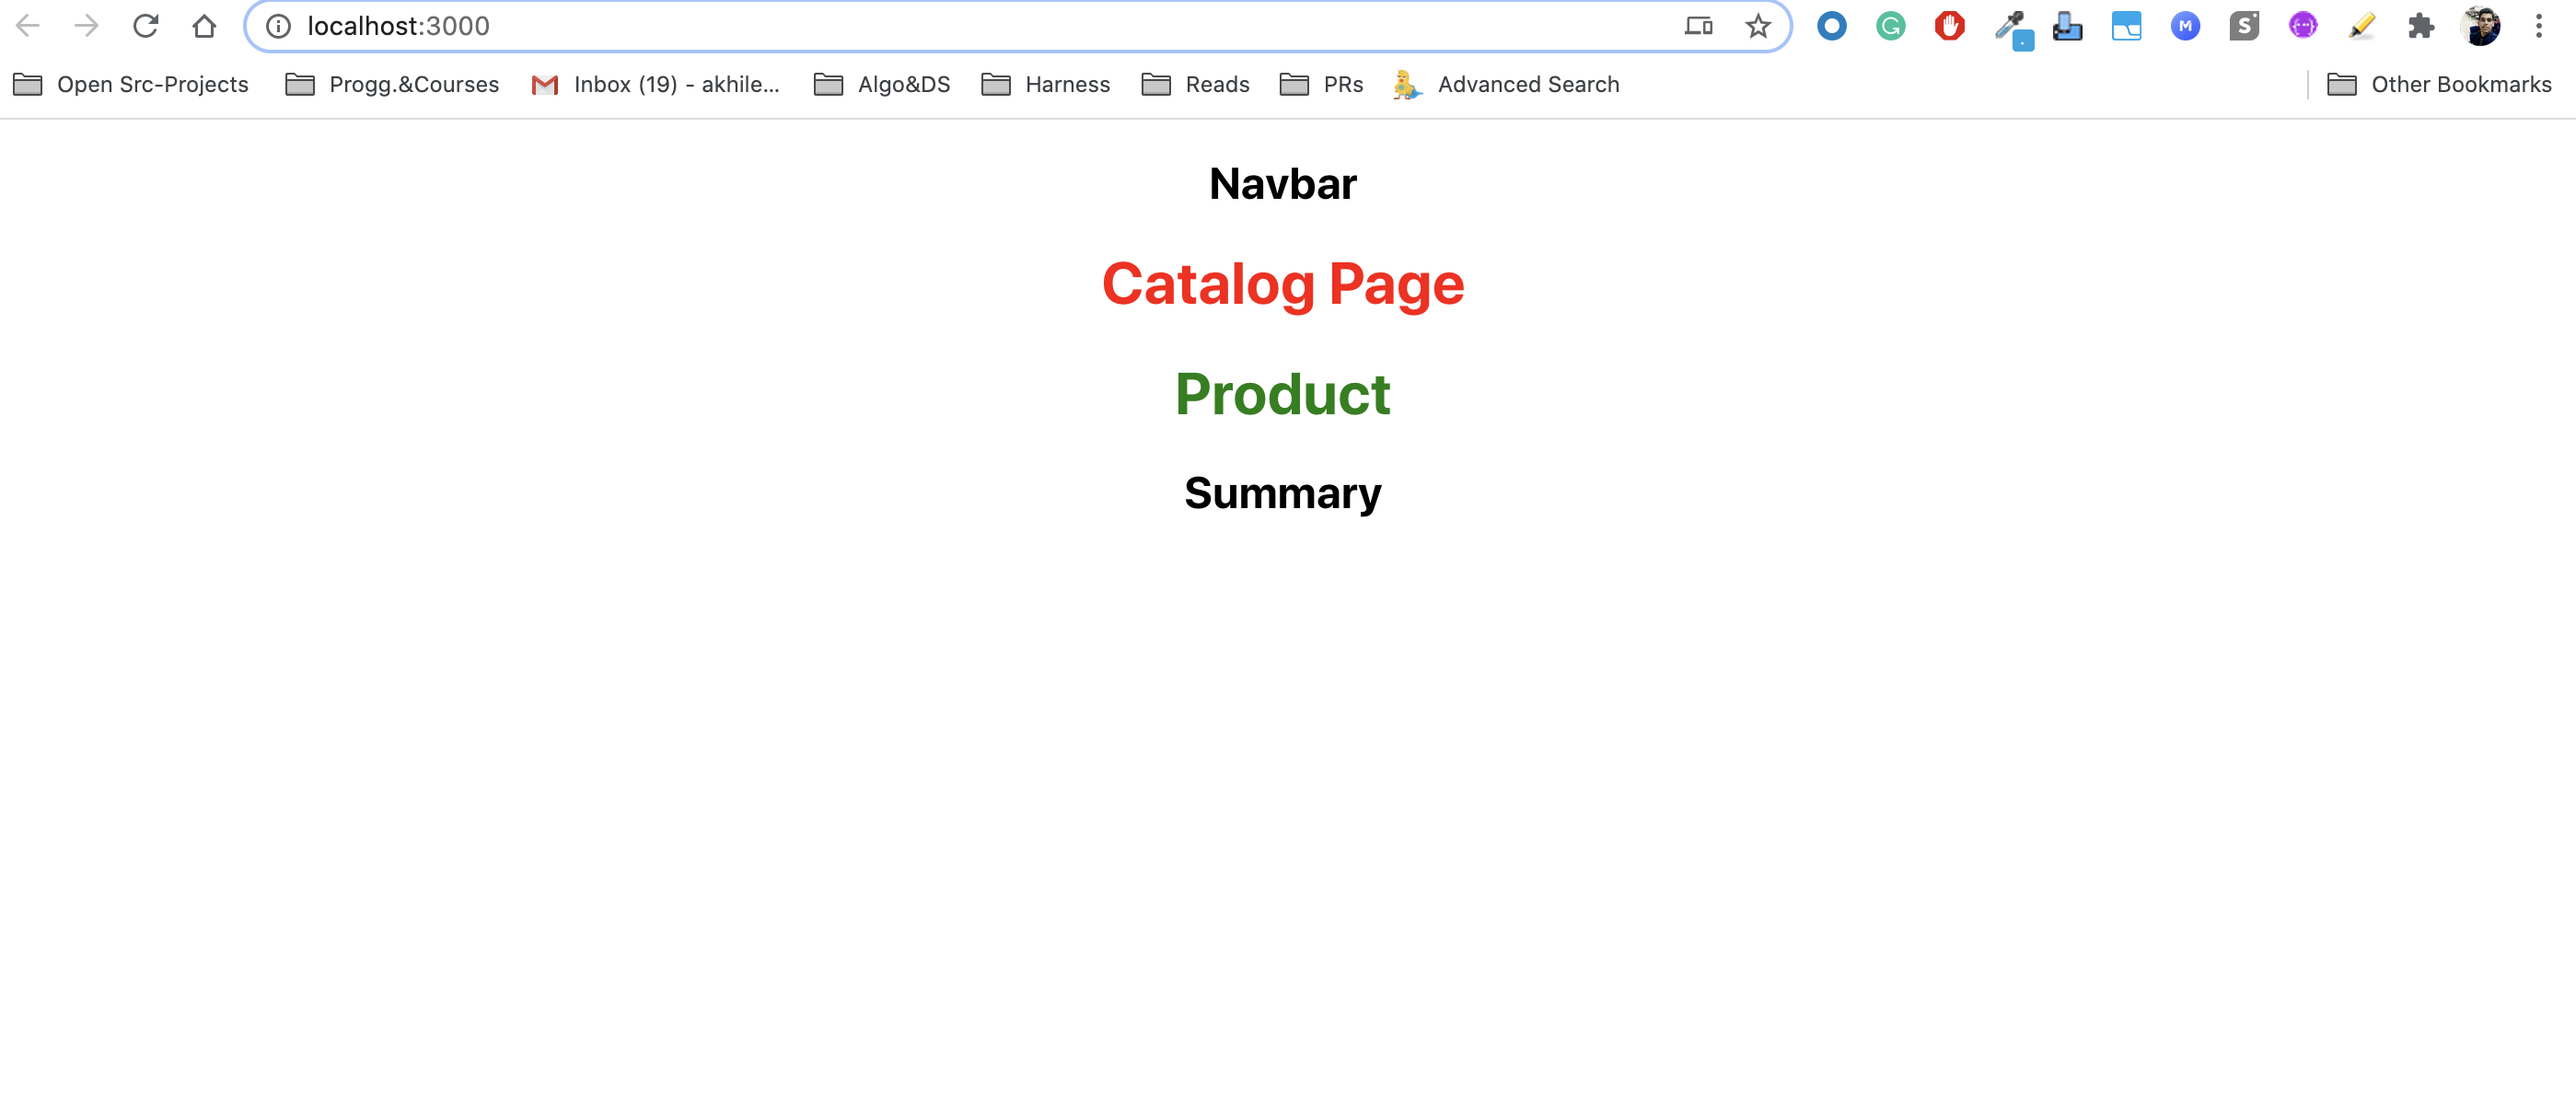 localhost:3000
Open Src-Projects Progg.&Courses Inbox (19) - akhile... Algo&DS Harness Reads PRs Advanced Search Other Bookmarks
Navbar
Catalog Page
Product
Summary